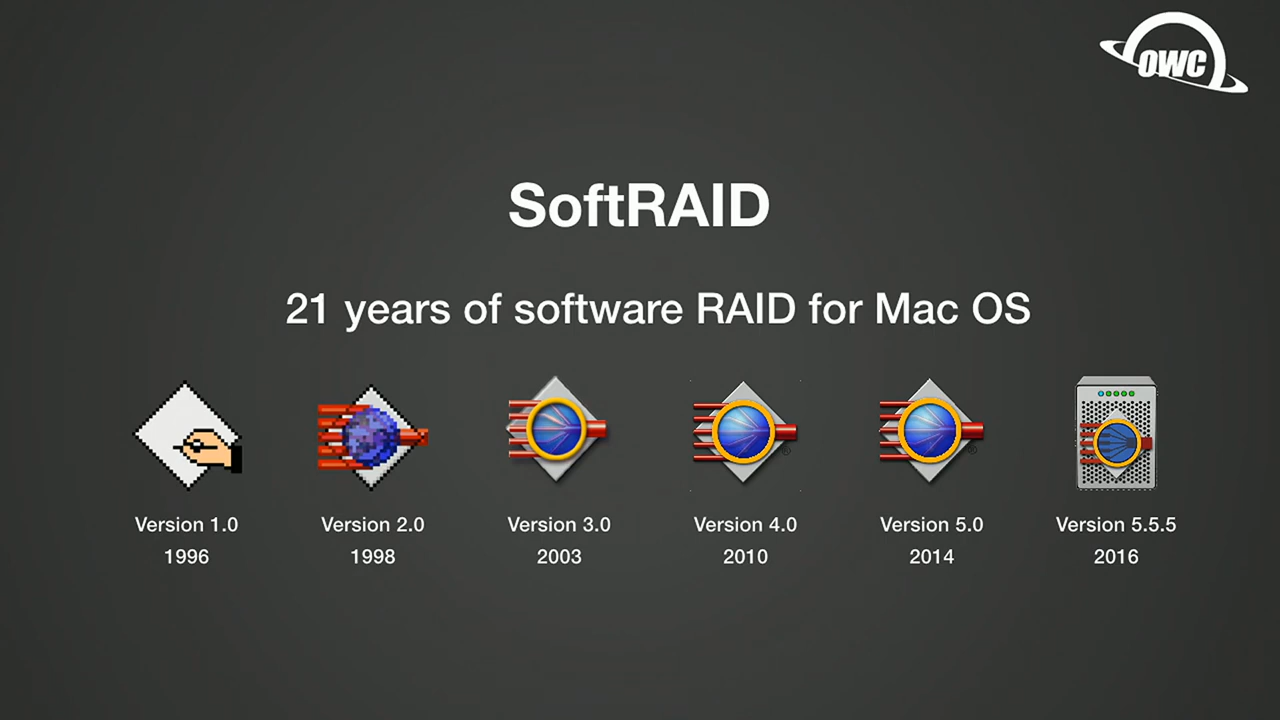 OWC
SoftRAID
21 years of software RAID for Mac OS
Version 1.0
1996
Version 2.0
1998
Version 3.0
2003
Version 4.0
2010
Version 5.0
2014
Version 5.5.5
2016